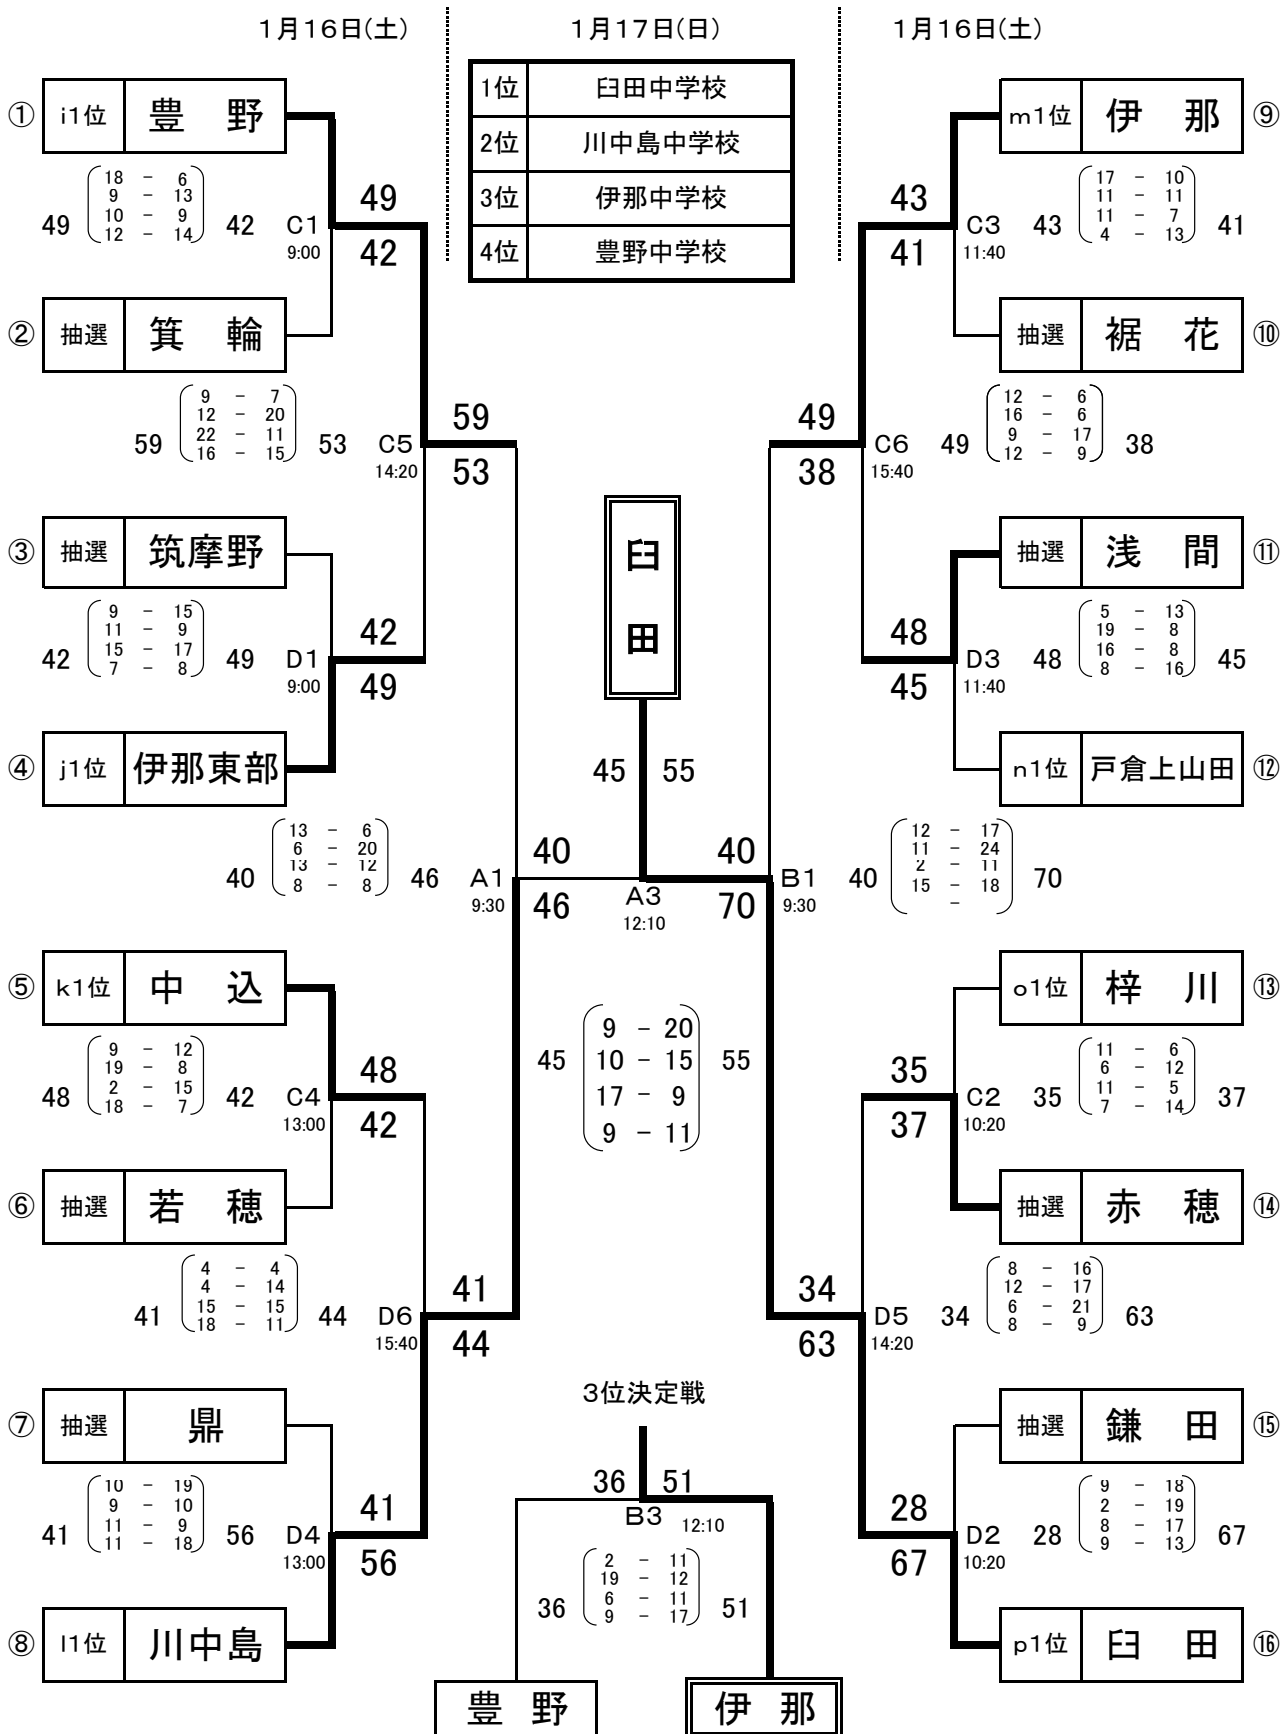 1月16日(土)
1月17日(日)
1月16日(土)
1位 臼田中学校
2位 川中島中学校
3位 伊那中学校
4位 豊野中学校
① i1位 豊 野
49
18 - 6
9 - 13
10 - 9
12 - 14
42
C1
9:00
49
42
② 抽選 箕 輪
59
9 - 7
12 - 20
22 - 11
16 - 15
53
C5
14:20
59
53
③ 抽選 筑摩野
42
9 - 15
11 - 9
15 - 17
7 - 8
49
D1
9:00
42
49
④ j1位 伊那東部
40
13 - 6
6 - 20
13 - 12
8 - 8
46
A1
9:30
40
46
⑤ k1位 中 込
48
9 - 12
19 - 8
2 - 15
18 - 7
42
C4
13:00
48
42
⑥ 抽選 若 穂
41
4 - 4
4 - 14
15 - 15
18 - 11
44
D6
15:40
41
44
⑦ 抽選 鼎
41
10 - 19
9 - 10
11 - 9
11 - 18
56
D4
13:00
41
56
⑧ l1位 川中島
臼
田
45 55
A3
12:10
45
9 - 20
10 - 15
17 - 9
9 - 11
55
3位決定戦
36 51
B3 12:10
36
2 - 11
19 - 12
6 - 11
9 - 17
51
豊 野
伊 那
m1位 伊 那 ⑨
43
41
C3
11:40
43
17 - 10
11 - 11
11 - 7
4 - 13
41
抽選 裾 花 ⑩
49
38
C6
15:40
49
12 - 6
16 - 6
9 - 17
12 - 9
38
抽選 浅 間 ⑪
48
45
D3
11:40
48
5 - 13
19 - 8
16 - 8
8 - 16
45
n1位 戸倉上山田 ⑫
40
70
B1
9:30
40
12 - 17
11 - 24
2 - 11
15 - 18
-
70
o1位 梓 川 ⑬
35
37
C2
10:20
35
11 - 6
6 - 12
11 - 5
7 - 14
37
抽選 赤 穂 ⑭
34
63
D5
14:20
34
8 - 16
12 - 17
6 - 21
8 - 9
63
抽選 鎌 田 ⑮
28
67
D2
10:20
28
9 - 18
2 - 19
8 - 17
9 - 13
67
p1位 臼 田 ⑯